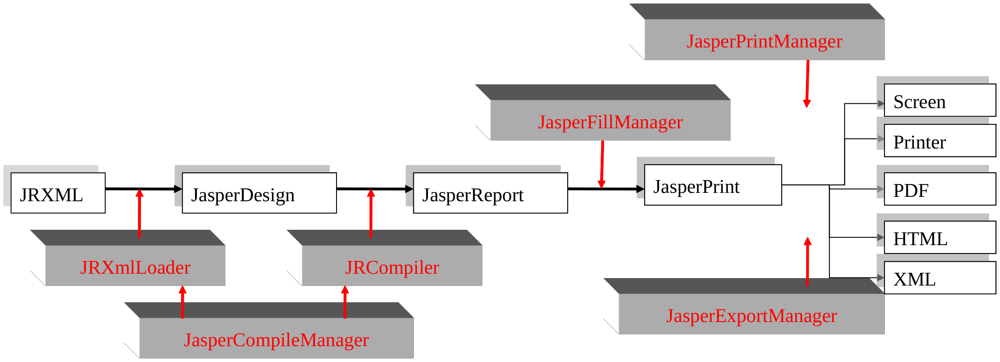 JasperPrintManager
Screen
JasperFillManager
Printer
JRXML
JasperDesign
JasperReport
JasperPrint
PDF
HTML
JRXmlLoader
JRCompiler
XML
JasperExportManager
JasperCompileManager